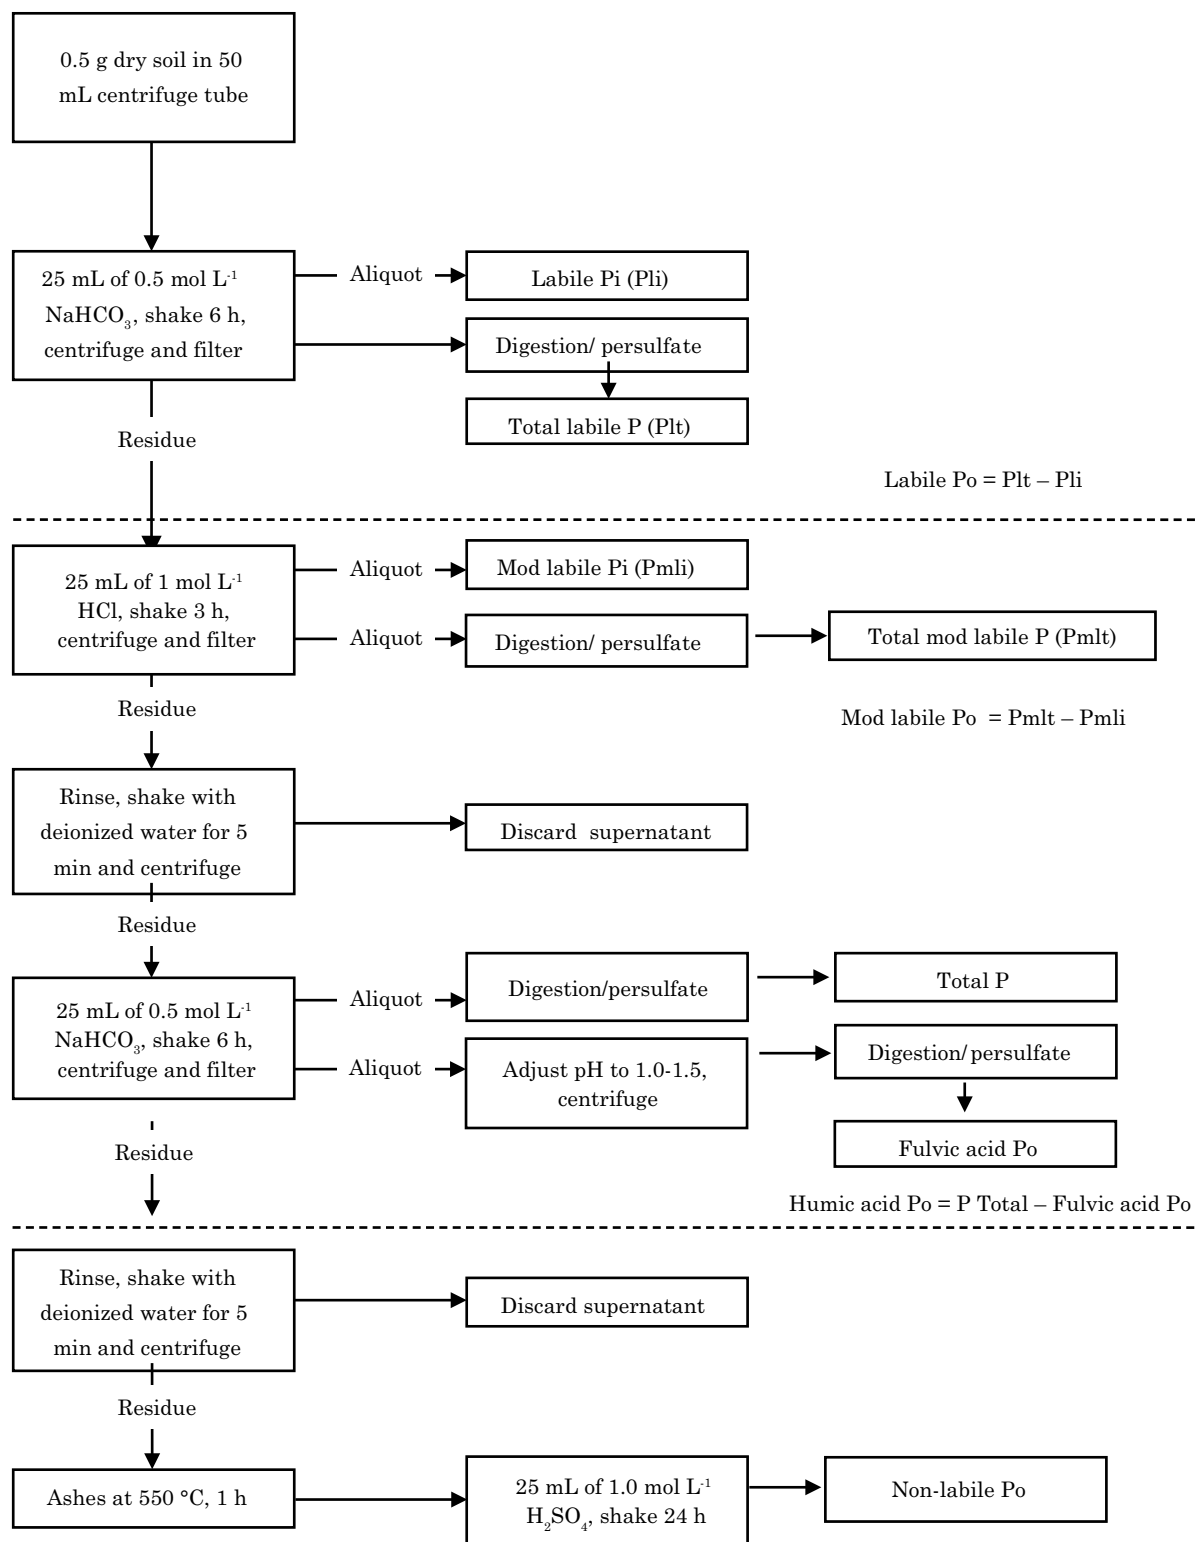 0.5 g dry soil in 50
mL centrifuge tube
25 mL of 0.5 mol L⁻¹
NaHCO₃, shake 6 h,
centrifuge and filter
Aliquot
Labile Pi (Pli)
Digestion/ persulfate
Total labile P (Plt)
Residue
Labile Po = Plt – Pli
25 mL of 1 mol L⁻¹
HCl, shake 3 h,
centrifuge and filter
Aliquot
Mod labile Pi (Pmli)
Aliquot
Digestion/ persulfate
Total mod labile P (Pmlt)
Residue
Mod labile Po = Pmlt – Pmli
Rinse, shake with
deionized water for 5
min and centrifuge
Discard supernatant
Residue
25 mL of 0.5 mol L⁻¹
NaHCO₃, shake 6 h,
centrifuge and filter
Aliquot
Digestion/persulfate
Total P
Aliquot
Adjust pH to 1.0-1.5,
centrifuge
Digestion/ persulfate
Fulvic acid Po
Residue
Humic acid Po = P Total – Fulvic acid Po
Rinse, shake with
deionized water for 5
min and centrifuge
Discard supernatant
Residue
Ashes at 550 °C, 1 h
25 mL of 1.0 mol L⁻¹
H₂SO₄, shake 24 h
Non-labile Po